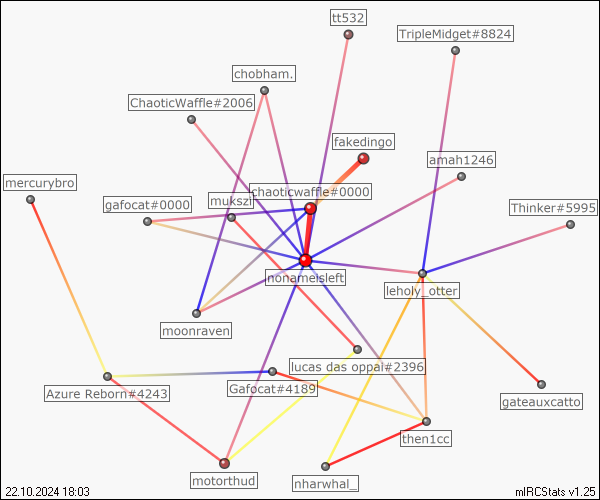 tt532
TripleMidget#8824
chobham.
ChaoticWaffle#2006
fakedingo
amah1246
mercurybro
chaoticwaffle#0000
gafocat#0000
mukszi
Thinker#5995
nonameisleft
leholy_otter
moonraven
lucas das oppai#2396
Azure Reborn#4243
Gafocat#4189
gateauxcatto
then1cc
motorthud
nharwhal_
22.10.2024 18:03
mIRCStats v1.25